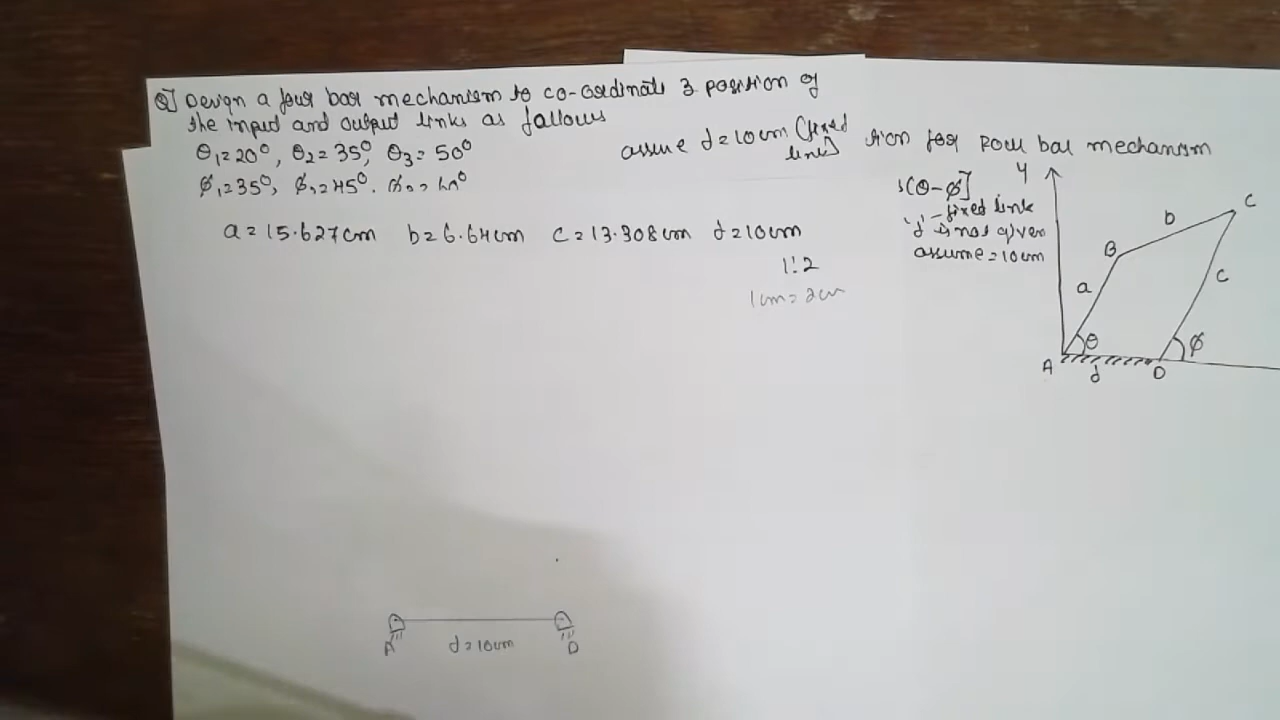 Q] Design a four bar mechanism to co-ordinate 3 position of
the input and output links as follows
θ₁=20°, θ₂=35°, θ₃=50°
φ₁=35°, φ₂=45°.
assume d=10cm (fixed
link)
tion for four bar mechanism
(θ-φ]
'd' - fixed link
is not given
assume=10cm
a=15.627cm b=6.64cm c=13.308cm d=10cm
1:2
1cm=2cm
Y
C
b
B
a
c
θ
φ
A
d
D
A
d=10cm
D